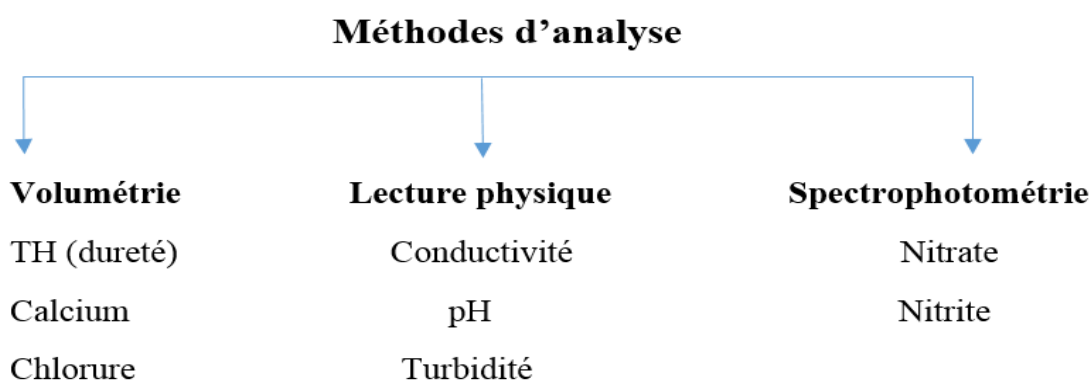 Méthodes d’analyse
Volumétrie Lecture physique Spectrophotométrie
TH (dureté) Conductivité Nitrate
Calcium pH Nitrite
Chlorure Turbidité